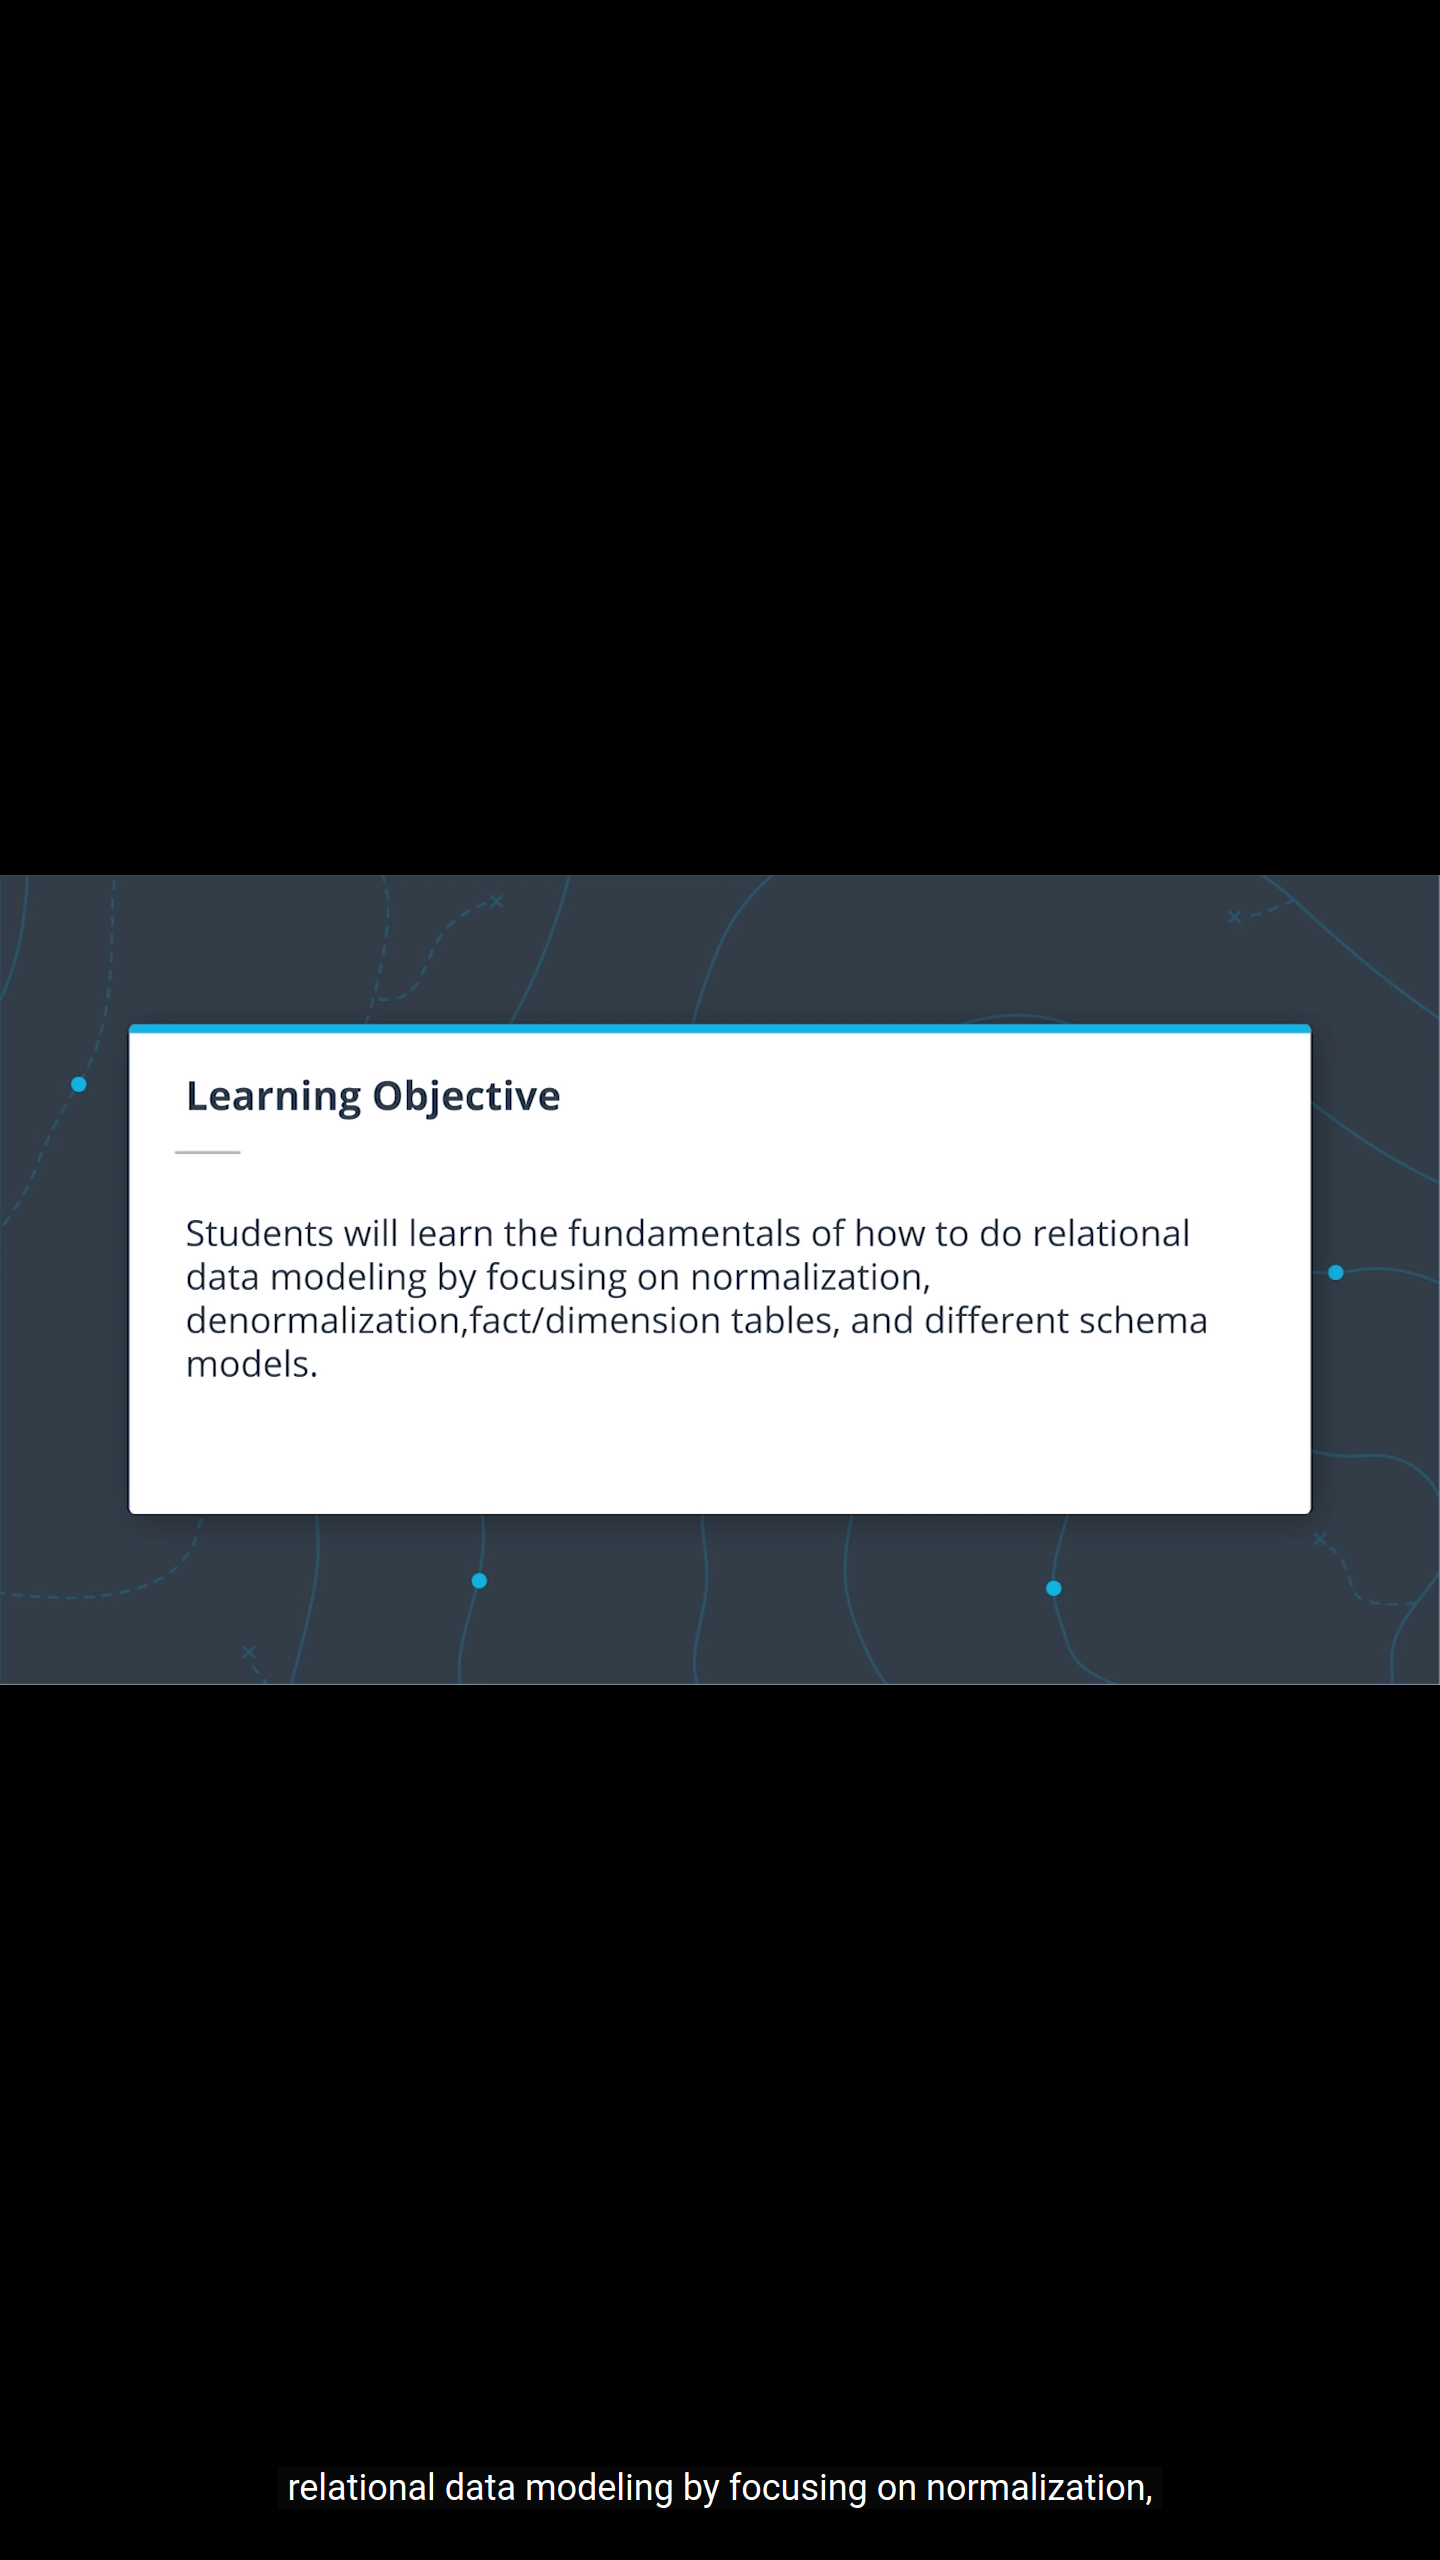 Learning Objective
Students will learn the fundamentals of how to do relational
data modeling by focusing on normalization,
denormalization,fact/dimension tables, and different schema
models.
relational data modeling by focusing on normalization,